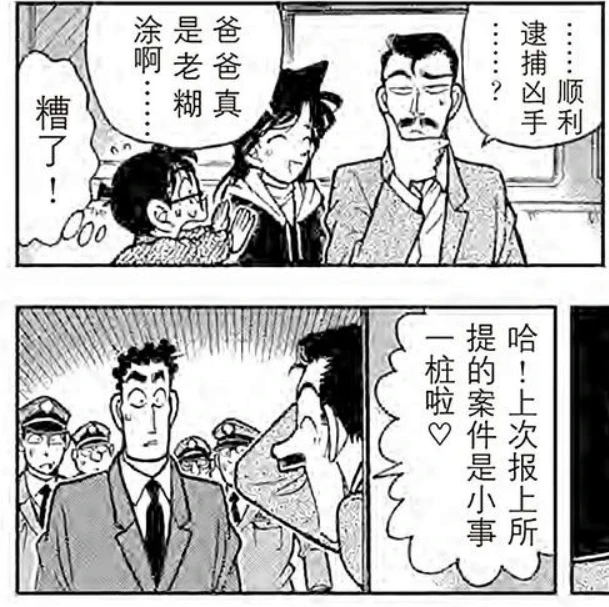 ……顺利
逮捕凶手
……？
爸爸真
是老糊
涂啊……
糟了！
哈！上次报上所
提的案件是小事
一桩啦♡